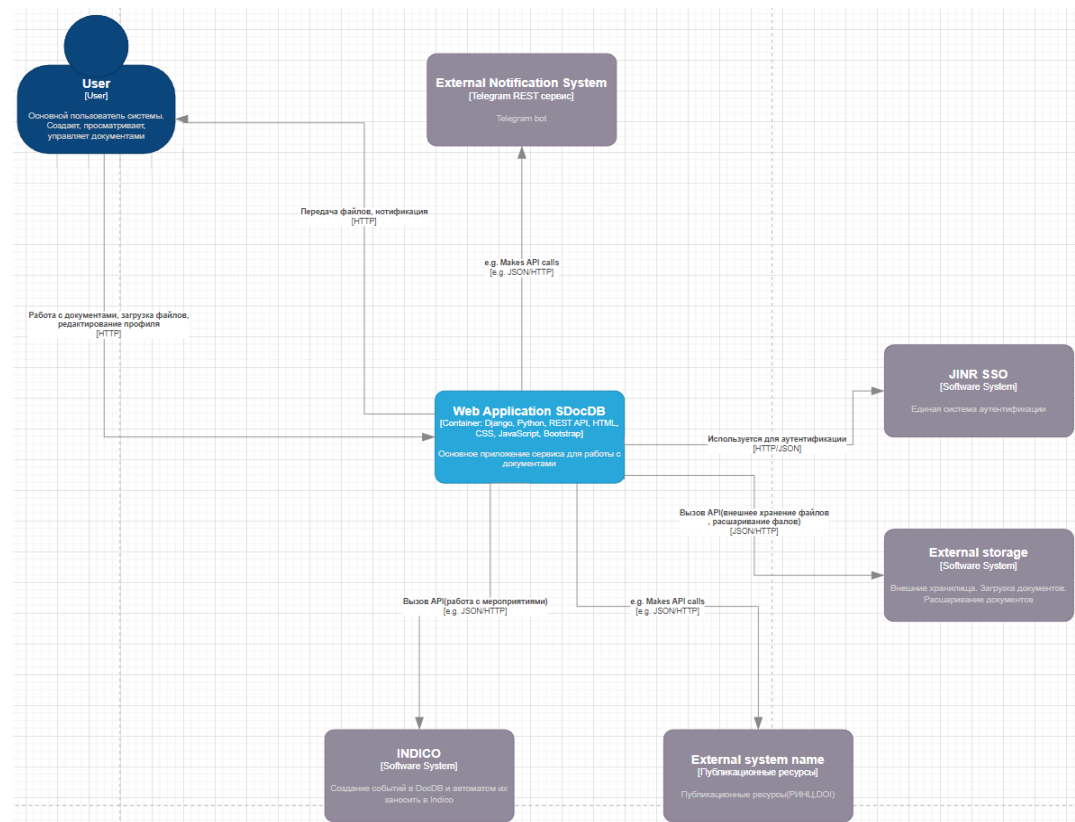 User
[User]
Основной пользователь системы.
Создает, просматривает,
управляет документами
External Notification System
[Telegram REST сервис]
Telegram bot
Передача файлов, нотификация
[HTTP]
e.g. Makes API calls
[e.g. JSON/HTTP]
Работа с документами, загрузка файлов,
редактирование профиля
[HTTP]
JINR SSO
[Software System]
Единая система аутентификации
Web Application SDocDB
[Container: Django, Python, REST API, HTML,
CSS, JavaScript, Bootstrap]
Основное приложение сервиса для работы с
документами
Используется для аутентификации
[HTTP/JSON]
Вызов API(внешнее хранение файлов
, расшаривание фалов)
[JSON/HTTP]
External storage
[Software System]
Внешние хранилища. Загрузка документов.
Расшаривание документов
Вызов API(работа с мероприятиями)
[e.g. JSON/HTTP]
e.g. Makes API calls
[e.g. JSON/HTTP]
INDICO
[Software System]
Создание событий в DocDB и автоматом их
заносить в Indico
External system name
[Публикационные ресурсы]
Публикационные ресурсы(РИНЦ,DOI)